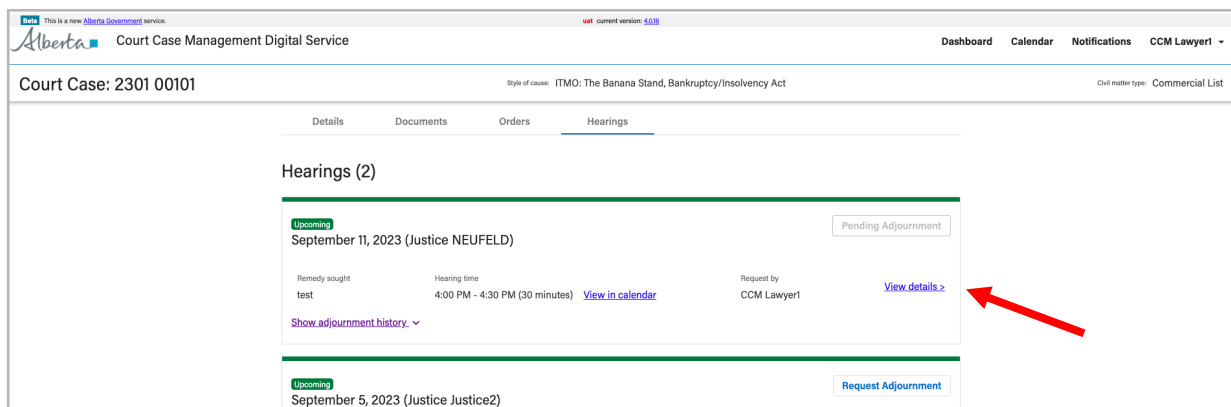 Beta This is a new Alberta Government service. uat current version: 4.0.16
Alberta Court Case Management Digital Service Dashboard Calendar Notifications CCM Lawyer1
Court Case: 2301 00101 Style of cause: ITMO: The Banana Stand, Bankruptcy/Insolvency Act Civil matter type: Commercial List
Details Documents Orders Hearings
Hearings (2)
Upcoming
September 11, 2023 (Justice NEUFELD) Pending Adjournment
Remedy sought Hearing time Request by
test 4:00 PM - 4:30 PM (30 minutes) View in calendar CCM Lawyer1 View details >
Show adjournment history
Upcoming
September 5, 2023 (Justice Justice2) Request Adjournment